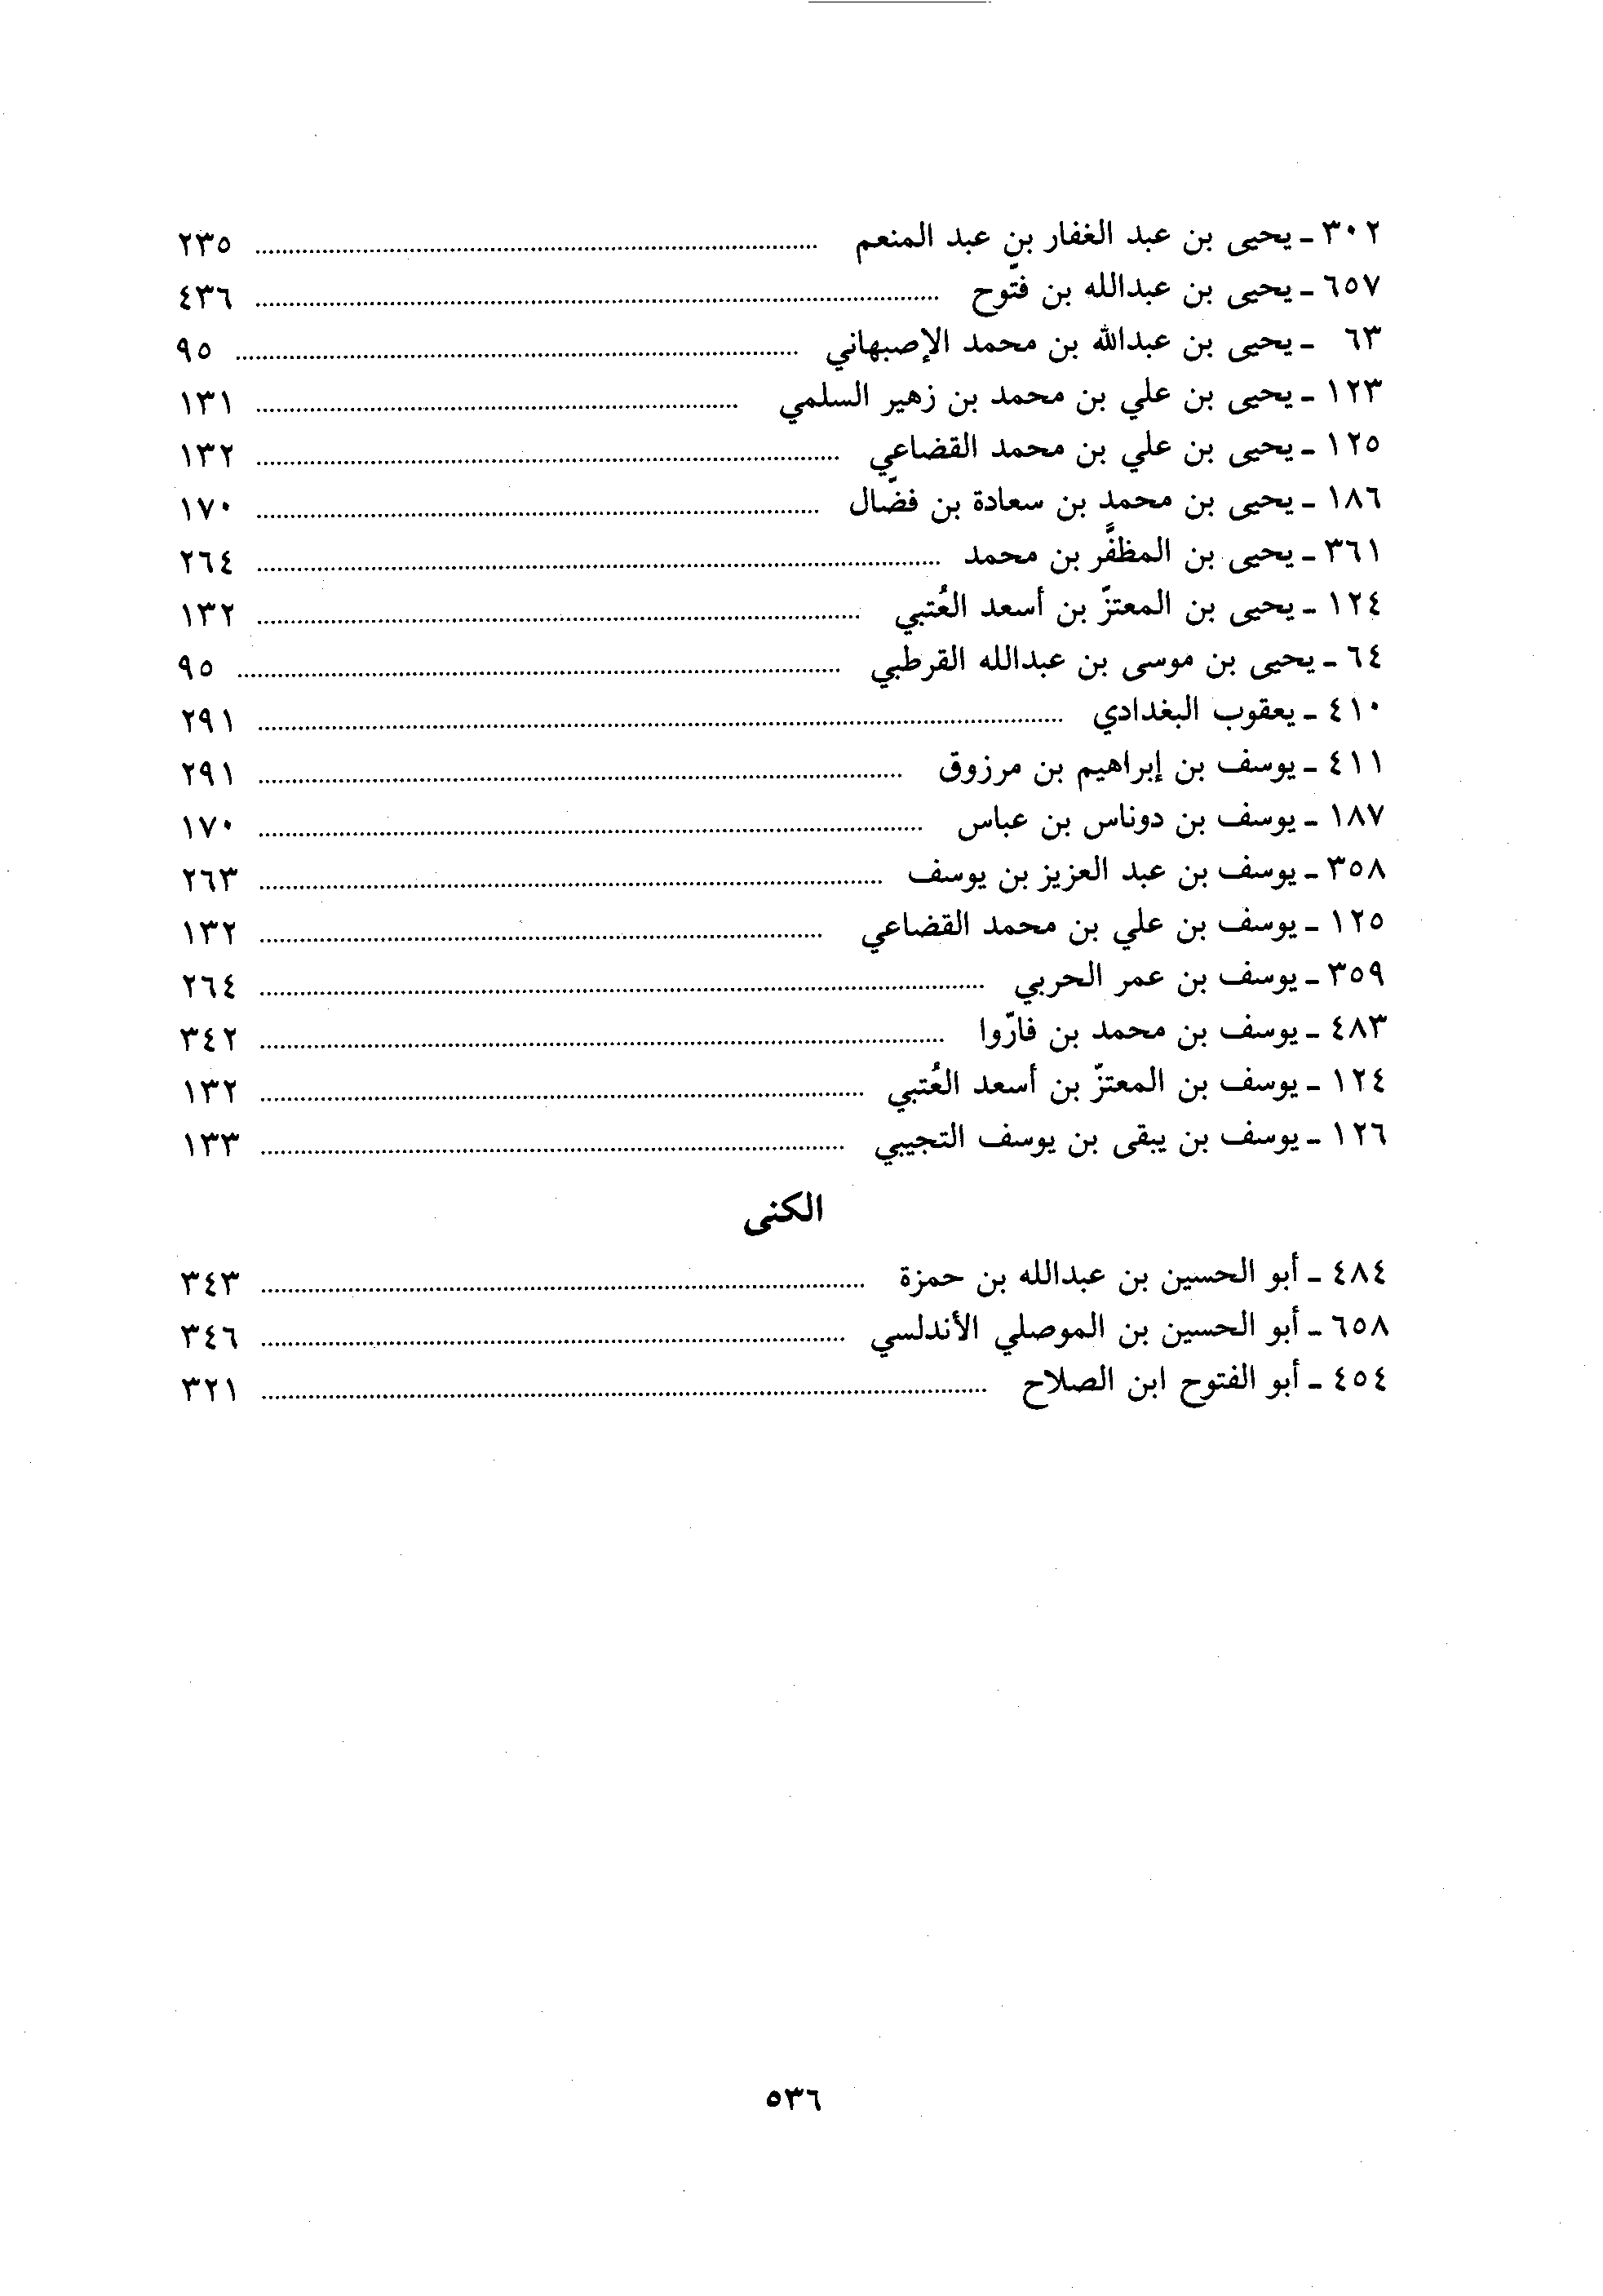 ٣٠٢ ـ يحيى بن عبد الغفار بن عبد المنعم ........ ٢٣٥
٦٥٧ ـ يحيى بن عبدالله بن فتّوح ........ ٤٣٦
٦٣ ـ يحيى بن عبدالله بن محمد الإصبهاني ........ ٩٥
١٢٣ ـ يحيى بن علي بن محمد بن زهير السلمي ........ ١٣١
١٢٥ ـ يحيى بن علي بن محمد القضاعي ........ ١٣٢
١٨٦ ـ يحيى بن محمد بن سعادة بن فضّال ........ ١٧٠
٣٦١ ـ يحيى بن المظفَّر بن محمد ........ ٢٦٤
١٢٤ ـ يحيى بن المعتزّ بن أسعد العُتبي ........ ١٣٢
٦٤ ـ يحيى بن موسى بن عبدالله القرطبي ........ ٩٥
٤١٠ ـ يعقوب البغدادي ........ ٢٩١
٤١١ ـ يوسف بن إبراهيم بن مرزوق ........ ٢٩١
١٨٧ ـ يوسف بن دوناس بن عباس ........ ١٧٠
٣٥٨ ـ يوسف بن عبد العزيز بن يوسف ........ ٢٦٣
١٢٥ ـ يوسف بن علي بن محمد القضاعي ........ ١٣٢
٣٥٩ ـ يوسف بن عمر الحربي ........ ٢٦٤
٤٨٣ ـ يوسف بن محمد بن فارّوا ........ ٣٤٢
١٢٤ ـ يوسف بن المعتزّ بن أسعد العُتبي ........ ١٣٢
١٢٦ ـ يوسف بن يبقى بن يوسف التجيبي ........ ١٣٣
الكنى
٤٨٤ ـ أبو الحسين بن عبدالله بن حمزة ........ ٣٤٣
٦٥٨ ـ أبو الحسين بن الموصلي الأندلسي ........ ٣٤٦
٤٥٤ ـ أبو الفتوح ابن الصلاح ........ ٣٢١
٥٣٦